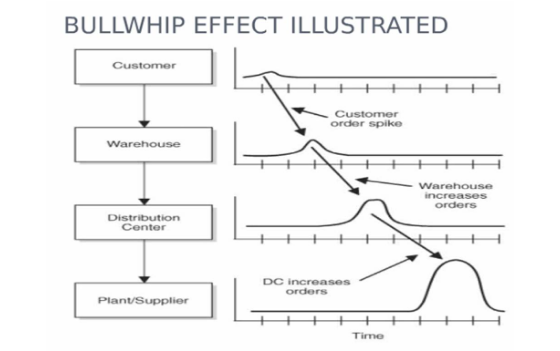 BULLWHIP EFFECT ILLUSTRATED
Customer
Customer
order spike
Warehouse
Warehouse
increases
orders
Distribution
Center
DC increases
orders
Plant/Supplier
Time